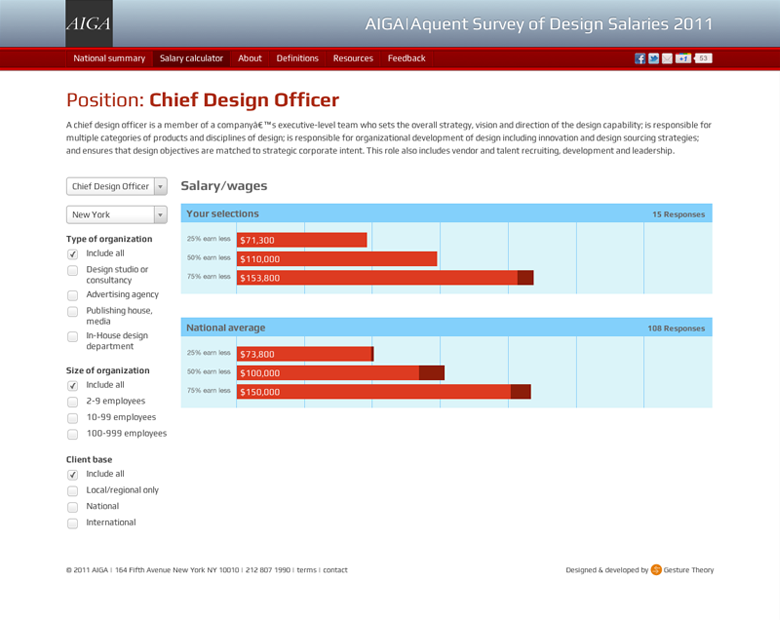 AIGA
AIGA|Aquent Survey of Design Salaries 2011
National summary Salary calculator About Definitions Resources Feedback
+1 53
Position: Chief Design Officer
A chief design officer is a member of a companyâ€™s executive-level team who sets the overall strategy, vision and direction of the design capability; is responsible for
multiple categories of products and disciplines of design; is responsible for organizational development of design including innovation and design sourcing strategies;
and ensures that design objectives are matched to strategic corporate intent. This role also includes vendor and talent recruiting, development and leadership.
Chief Design Officer
New York
Type of organization
Include all
Design studio or
consultancy
Advertising agency
Publishing house,
media
In-House design
department
Size of organization
Include all
2-9 employees
10-99 employees
100-999 employees
Client base
Include all
Local/regional only
National
International
Salary/wages
Your selections 15 Responses
25% earn less $71,300
50% earn less $110,000
75% earn less $153,800
National average 108 Responses
25% earn less $73,800
50% earn less $100,000
75% earn less $150,000
© 2011 AIGA | 164 Fifth Avenue New York NY 10010 | 212 807 1990 | terms | contact
Designed & developed by Gesture Theory